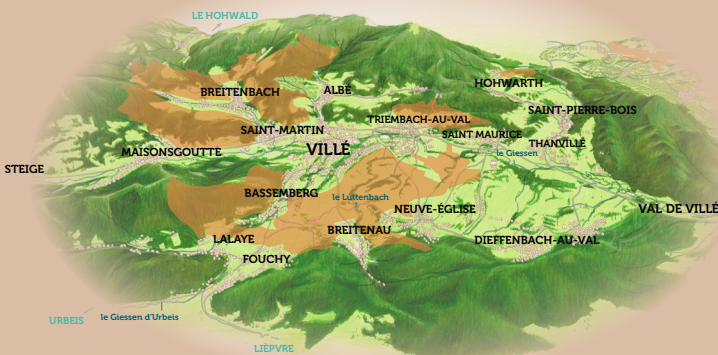 LE HOHWALD
HOHWARTH
BREITENBACH
ALBÉ
SAINT-PIERRE-BOIS
TRIEMBACH-AU-VAL
SAINT-MARTIN
SAINT MAURICE
THANVILLÉ
VILLÉ
MAISONSGOUTTE
le Giessen
STEIGE
BASSEMBERG
le Luttenbach
NEUVE-ÉGLISE
VAL DE VILLÉ
BREITENAU
LALAYE
DIEFFENBACH-AU-VAL
FOUCHY
URBEIS
le Giessen d'Urbeis
LIÈPVRE